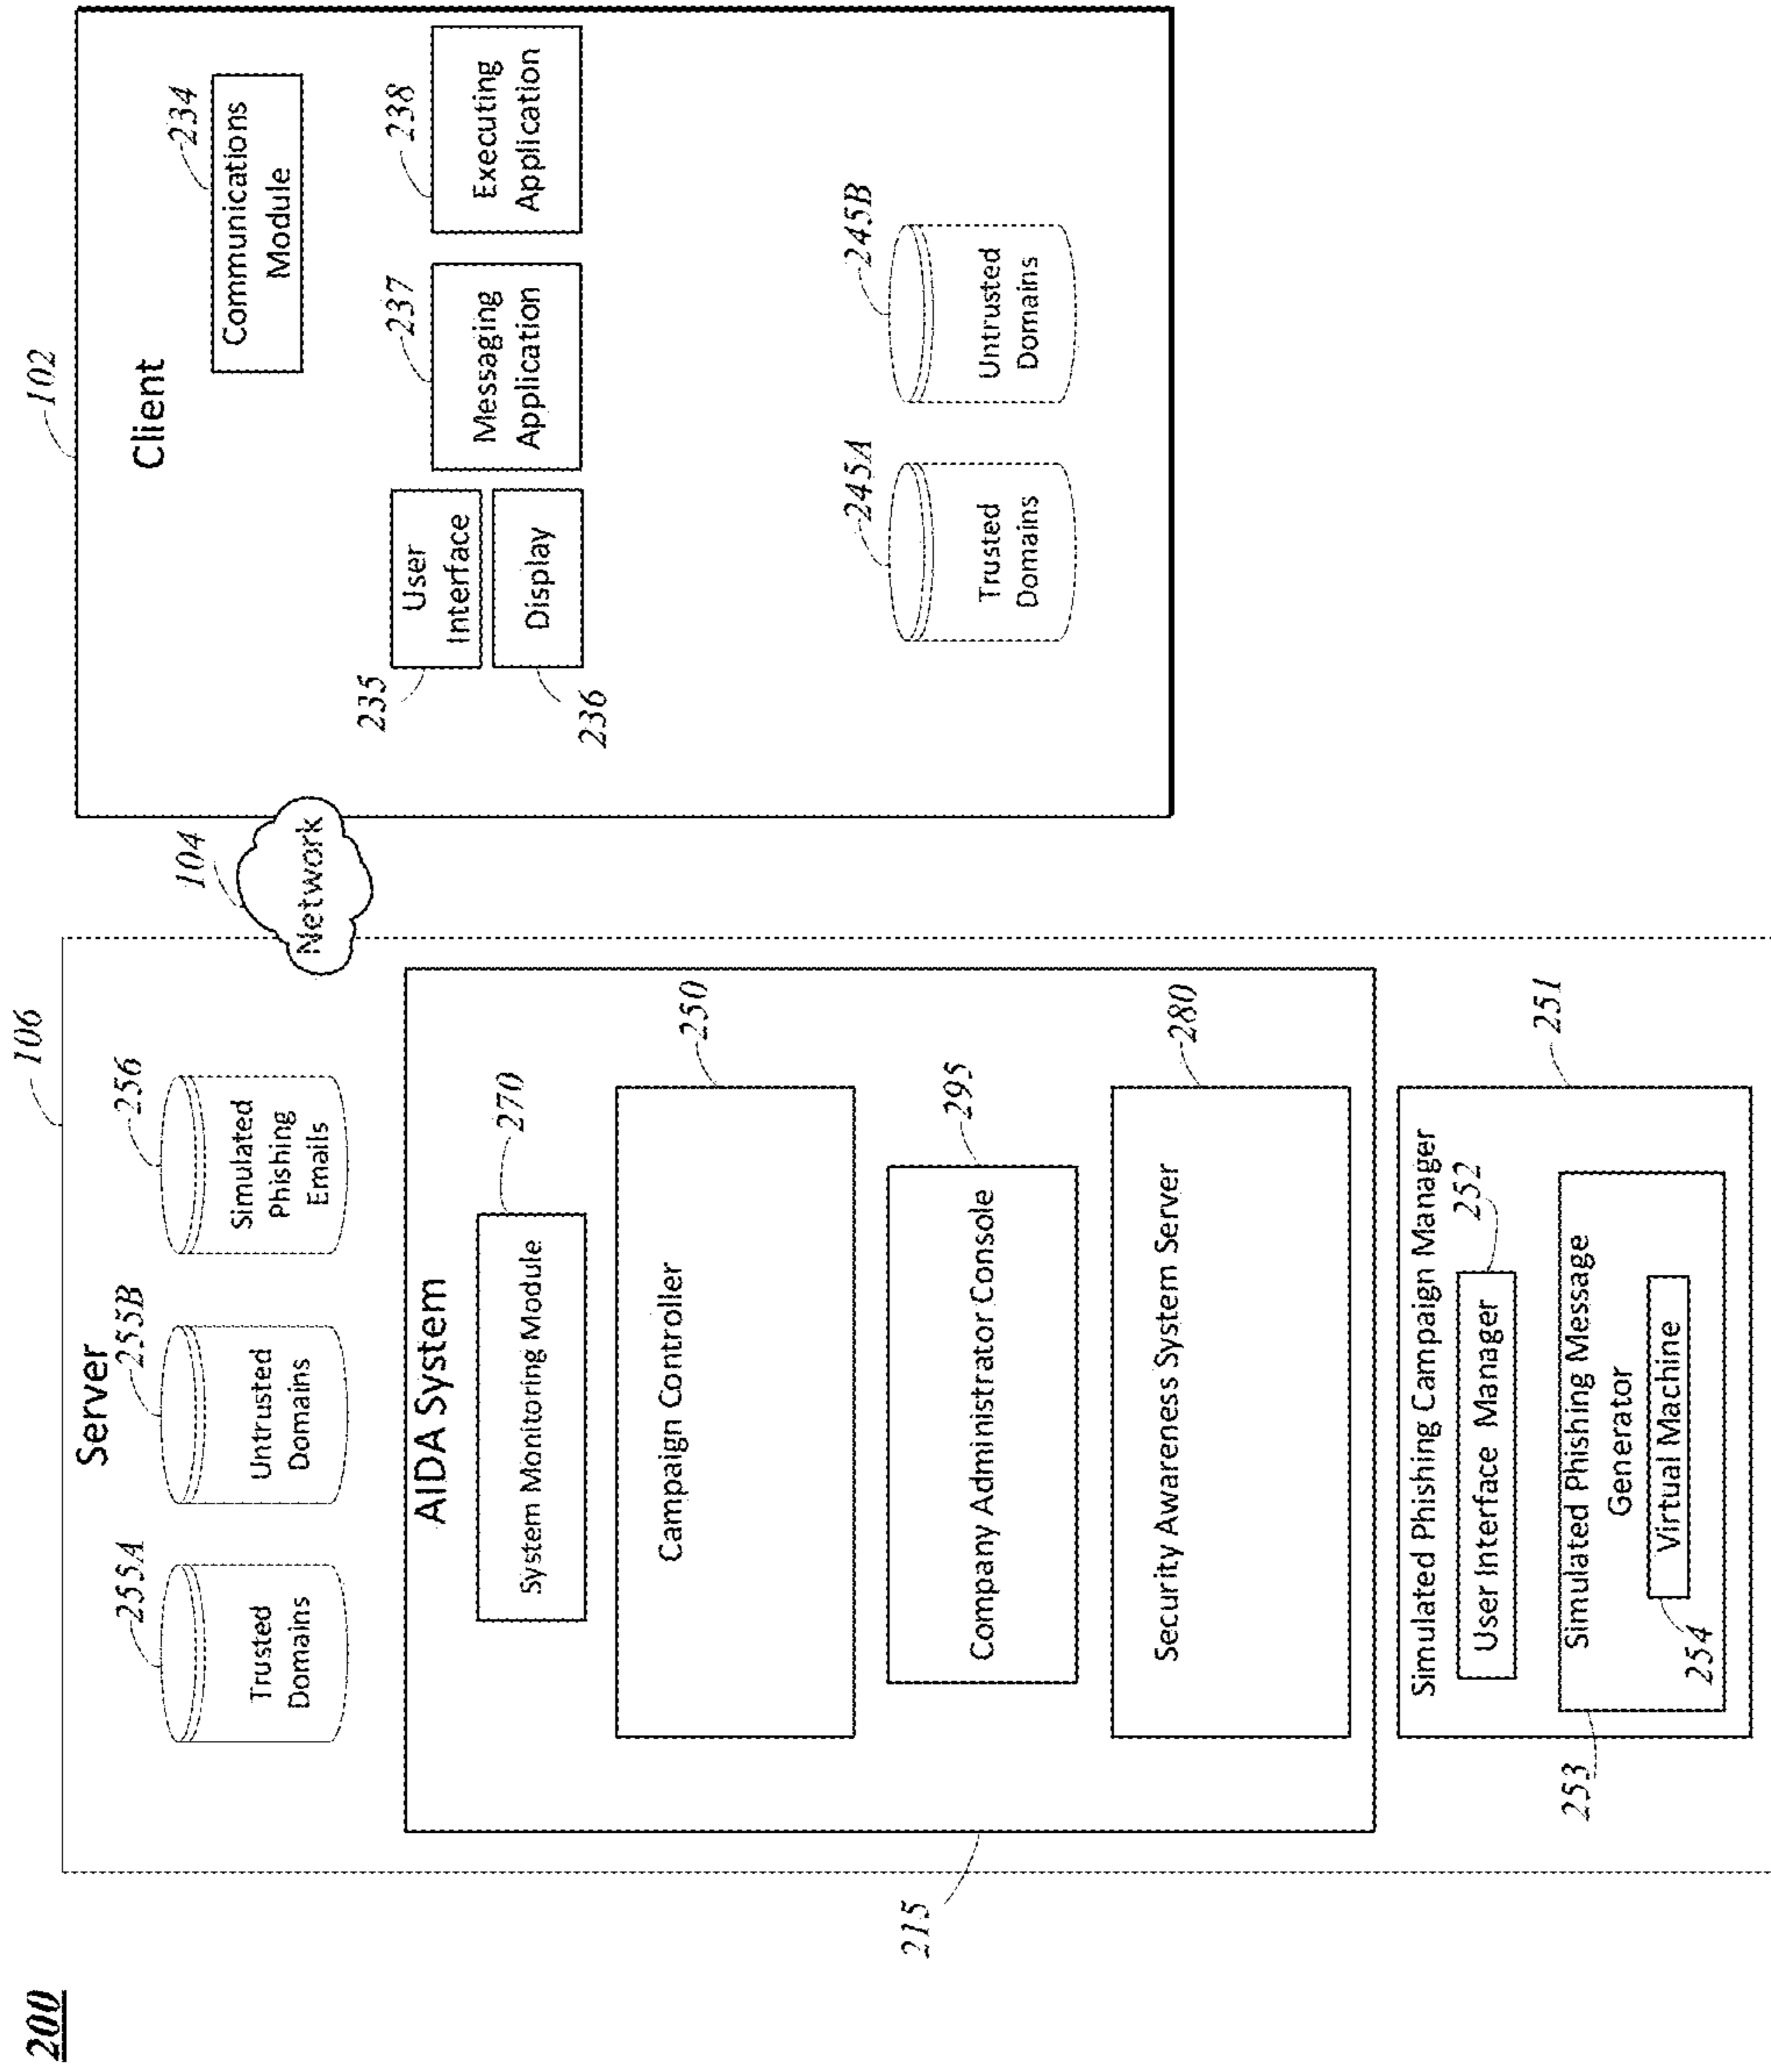 200
106
Server
255A
Trusted
Domains
255B
Untrusted
Domains
256
Simulated
Phishing
Emails
AIDA System
215
270
System Monitoring Module
250
Campaign Controller
295
Company Administrator Console
280
Security Awareness System Server
251
Simulated Phishing Campaign Manager
252
User Interface Manager
253
Simulated Phishing Message
Generator
Virtual Machine
254
104
Network
102
Client
234
Communications
Module
235
User
Interface
Display
236
237
Messaging
Application
238
Executing
Application
245A
Trusted
Domains
245B
Untrusted
Domains